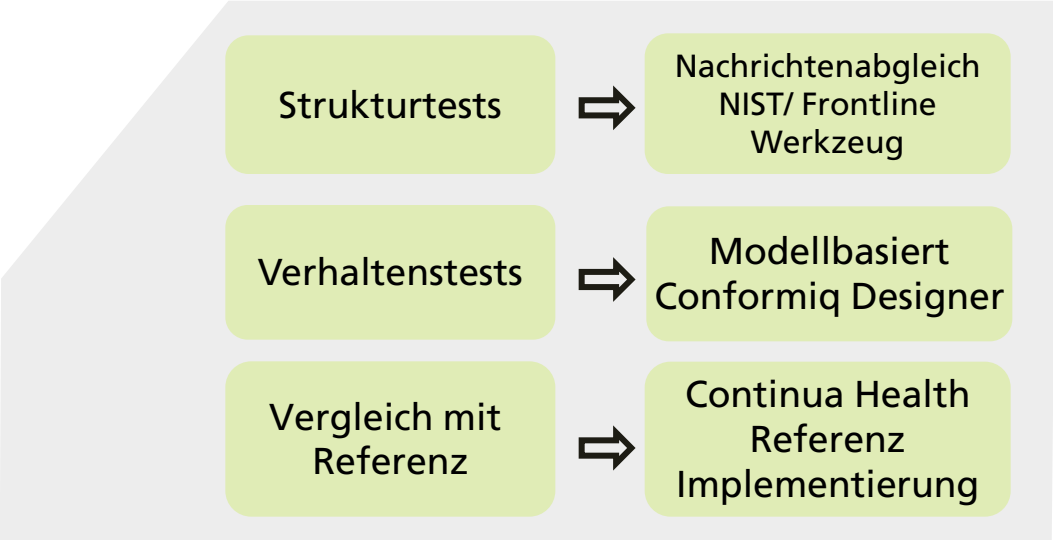 Strukturtests
Nachrichtenabgleich
NIST/ Frontline
Werkzeug
Verhaltenstests
Modellbasiert
Conformiq Designer
Vergleich mit
Referenz
Continua Health
Referenz
Implementierung